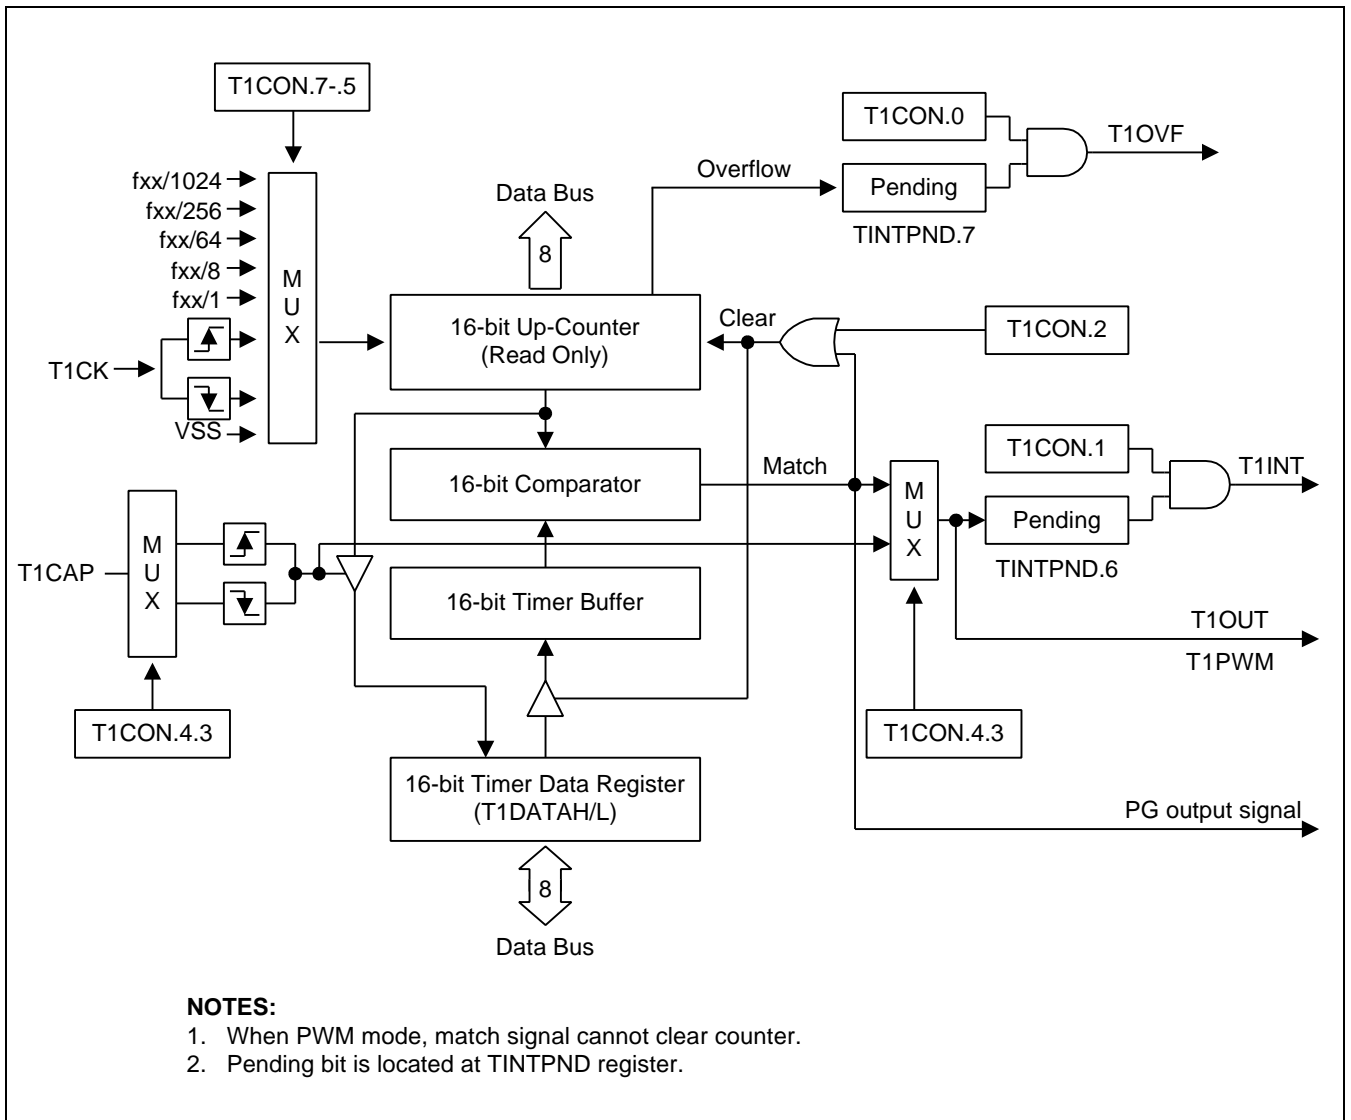 T1CON.7-.5
T1CON.0
T1OVF
fxx/1024
Overflow
Pending
Data Bus
fxx/256
TINTPND.7
fxx/64
8
fxx/8
M
U
X
fxx/1
16-bit Up-Counter
(Read Only)
Clear
T1CON.2
T1CK
VSS
T1CON.1
T1INT
16-bit Comparator
Match
M
U
X
Pending
TINTPND.6
T1CAP
M
U
X
16-bit Timer Buffer
T1OUT
T1PWM
T1CON.4.3
T1CON.4.3
16-bit Timer Data Register
(T1DATAH/L)
PG output signal
8
Data Bus
NOTES:
1. When PWM mode, match signal cannot clear counter.
2. Pending bit is located at TINTPND register.